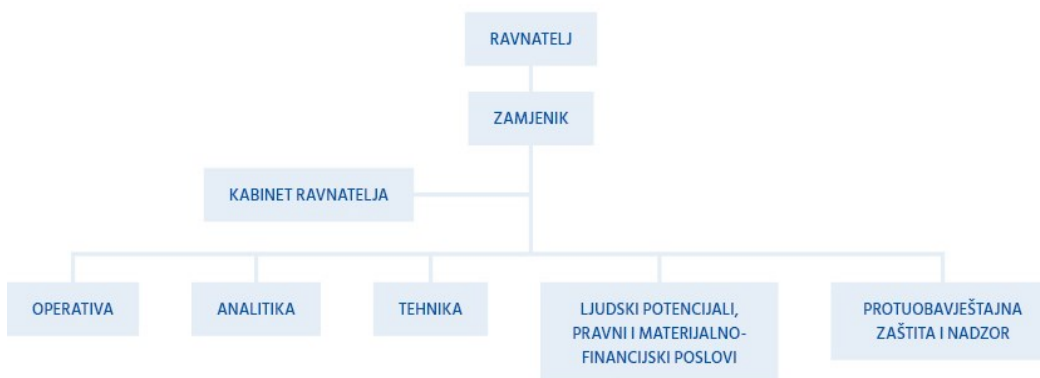 RAVNATELJ
ZAMJENIK
KABINET RAVNATELJA
OPERATIVA
ANALITIKA
TEHNIKA
LJUDSKI POTENCIJALI,
PRAVNI I MATERIJALNO-
FINANCIJSKI POSLOVI
PROTUOBAVJEŠTAJNA
ZAŠTITA I NADZOR